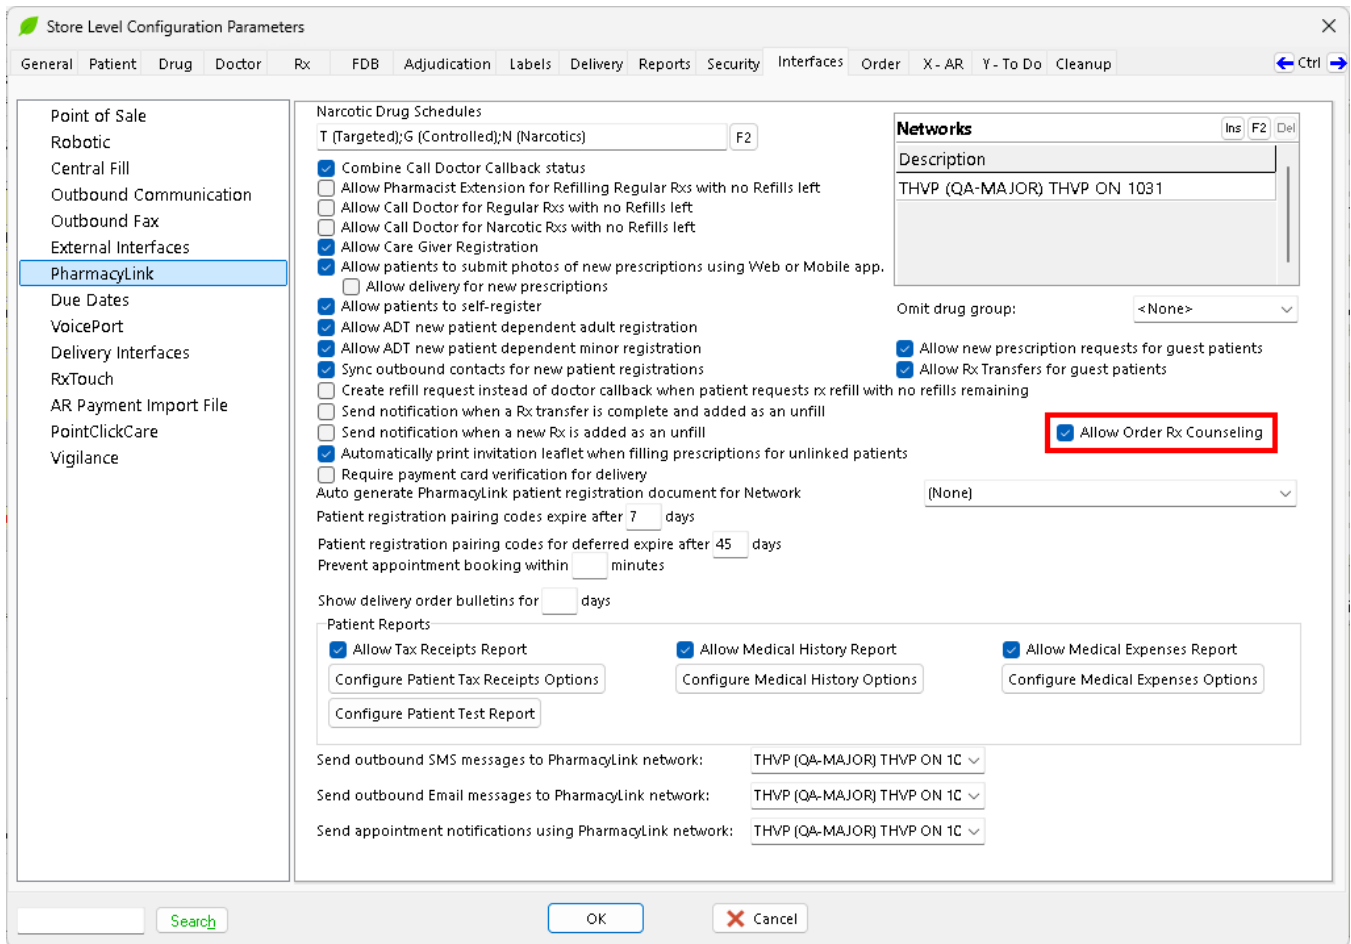 Store Level Configuration Parameters
General Patient Drug Doctor Rx FDB Adjudication Labels Delivery Reports Security Interfaces Order X - AR Y - To Do Cleanup Ctrl
Point of Sale
Robotic
Central Fill
Outbound Communication
Outbound Fax
External Interfaces
PharmacyLink
Due Dates
VoicePort
Delivery Interfaces
RxTouch
AR Payment Import File
PointClickCare
Vigilance
Narcotic Drug Schedules
T (Targeted);G (Controlled);N (Narcotics) F2
Combine Call Doctor Callback status
Allow Pharmacist Extension for Refilling Regular Rxs with no Refills left
Allow Call Doctor for Regular Rxs with no Refills left
Allow Call Doctor for Narcotic Rxs with no Refills left
Allow Care Giver Registration
Allow patients to submit photos of new prescriptions using Web or Mobile app.
Allow delivery for new prescriptions
Allow patients to self-register
Allow ADT new patient dependent adult registration
Allow ADT new patient dependent minor registration
Sync outbound contacts for new patient registrations
Networks Ins F2 Del
Description
THVP (QA-MAJOR) THVP ON 1031
Omit drug group: <None>
Allow new prescription requests for guest patients
Allow Rx Transfers for guest patients
Create refill request instead of doctor callback when patient requests rx refill with no refills remaining
Send notification when a Rx transfer is complete and added as an unfill
Send notification when a new Rx is added as an unfill
Allow Order Rx Counseling
Automatically print invitation leaflet when filling prescriptions for unlinked patients
Require payment card verification for delivery
Auto generate PharmacyLink patient registration document for Network (None)
Patient registration pairing codes expire after 7 days
Patient registration pairing codes for deferred expire after 45 days
Prevent appointment booking within minutes
Show delivery order bulletins for days
Patient Reports
Allow Tax Receipts Report Allow Medical History Report Allow Medical Expenses Report
Configure Patient Tax Receipts Options Configure Medical History Options Configure Medical Expenses Options
Configure Patient Test Report
Send outbound SMS messages to PharmacyLink network: THVP (QA-MAJOR) THVP ON 10
Send outbound Email messages to PharmacyLink network: THVP (QA-MAJOR) THVP ON 10
Send appointment notifications using PharmacyLink network: THVP (QA-MAJOR) THVP ON 10
Search OK Cancel